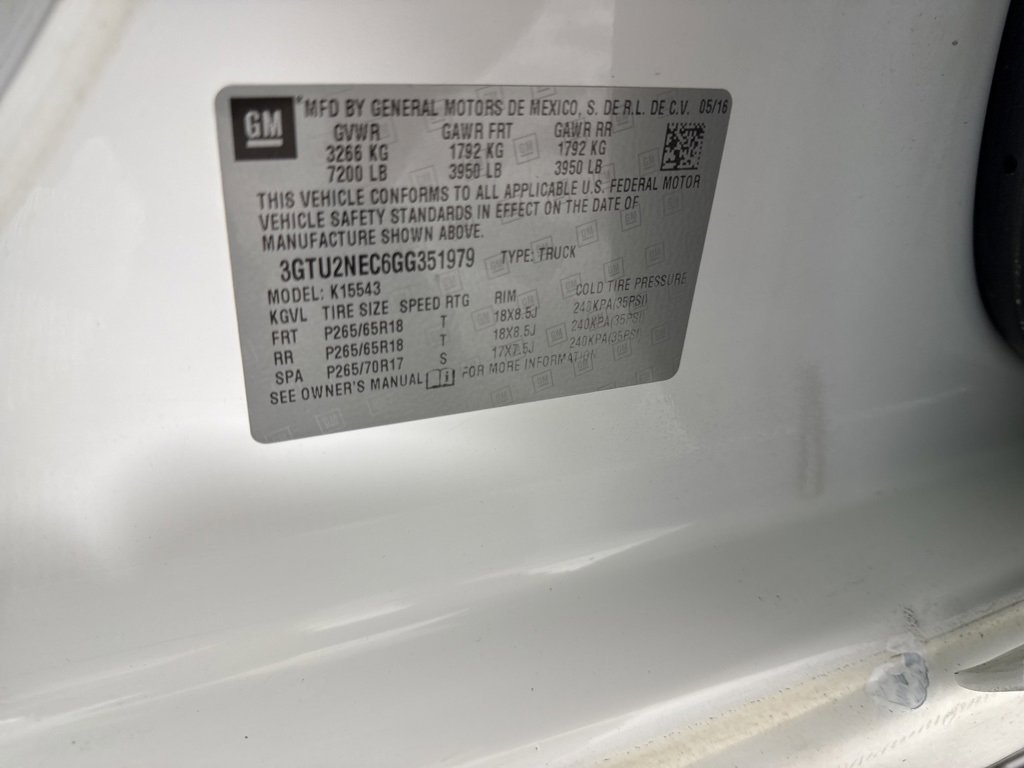 GM
*MFD BY GENERAL MOTORS DE MEXICO, S. DE R.L. DE C.V. 05/16
GVWR GAWR FRT GAWR RR
3266 KG 1792 KG 1792 KG
7200 LB 3950 LB 3950 LB
THIS VEHICLE CONFORMS TO ALL APPLICABLE U.S. FEDERAL MOTOR
VEHICLE SAFETY STANDARDS IN EFFECT ON THE DATE OF
MANUFACTURE SHOWN ABOVE.
3GTU2NEC6GG351979 TYPE: TRUCK
MODEL: K15543
KGVL TIRE SIZE SPEED RTG RIM COLD TIRE PRESSURE
FRT P265/65R18 T 18X8.5J 240KPA(35PSI)
RR P265/65R18 T 18X8.5J 240KPA(35PSI)
SPA P265/70R17 S 17X7.5J 240KPA(35PSI)
SEE OWNER'S MANUAL FOR MORE INFORMATION